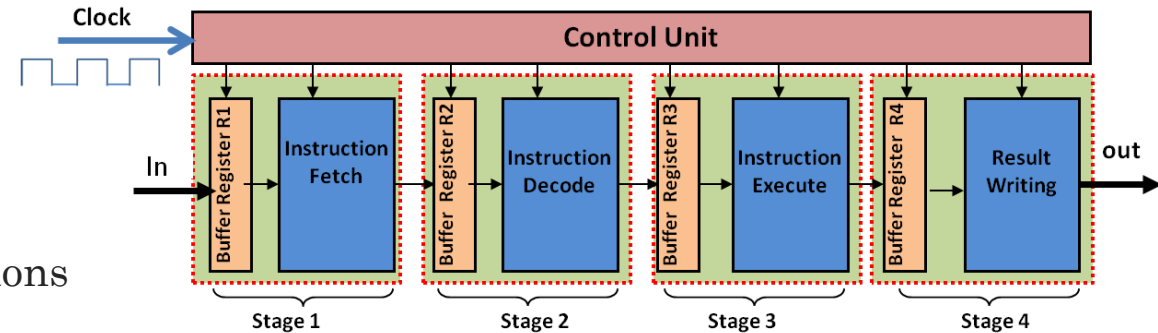 Clock
Control Unit
In
Buffer Register R1
Instruction
Fetch
Buffer Register R2
Instruction
Decode
Buffer Register R3
Instruction
Execute
Buffer Register R4
Result
Writing
out
ons
Stage 1
Stage 2
Stage 3
Stage 4